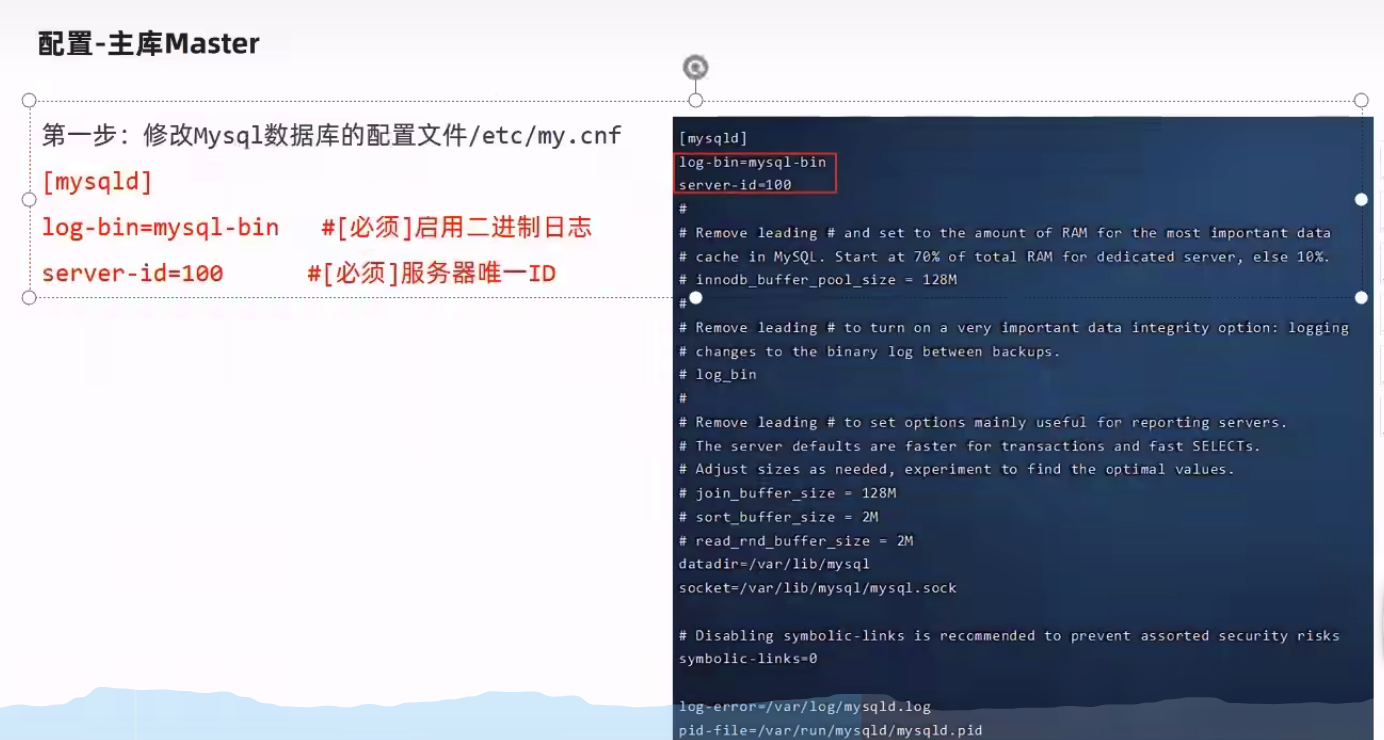 配置-主库Master
第一步：修改Mysql数据库的配置文件/etc/my.cnf
[mysqld]
log-bin=mysql-bin #[必须]启用二进制日志
server-id=100 #[必须]服务器唯一ID
[mysqld]
log-bin=mysql-bin
server-id=100
#
# Remove leading # and set to the amount of RAM for the most important data
# cache in MySQL. Start at 70% of total RAM for dedicated server, else 10%.
# innodb_buffer_pool_size = 128M
#
# Remove leading # to turn on a very important data integrity option: logging
# changes to the binary log between backups.
# log_bin
#
# Remove leading # to set options mainly useful for reporting servers.
# The server defaults are faster for transactions and fast SELECTs.
# Adjust sizes as needed, experiment to find the optimal values.
# join_buffer_size = 128M
# sort_buffer_size = 2M
# read_rnd_buffer_size = 2M
datadir=/var/lib/mysql
socket=/var/lib/mysql/mysql.sock
# Disabling symbolic-links is recommended to prevent assorted security risks
symbolic-links=0
log-error=/var/log/mysqld.log
pid-file=/var/run/mysqld/mysqld.pid